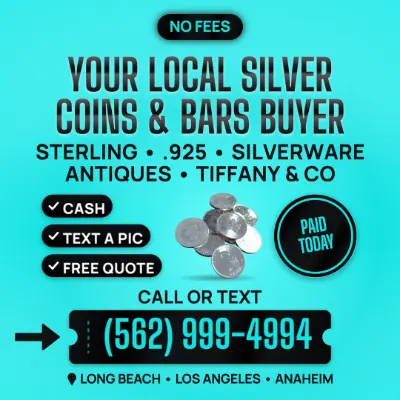 NO FEES
YOUR LOCAL SILVER
COINS & BARS BUYER
STERLING • .925 • SILVERWARE
ANTIQUES • TIFFANY & CO
CASH
TEXT A PIC
FREE QUOTE
PAID
TODAY
CALL OR TEXT
(562) 999-4994
LONG BEACH • LOS ANGELES • ANAHEIM